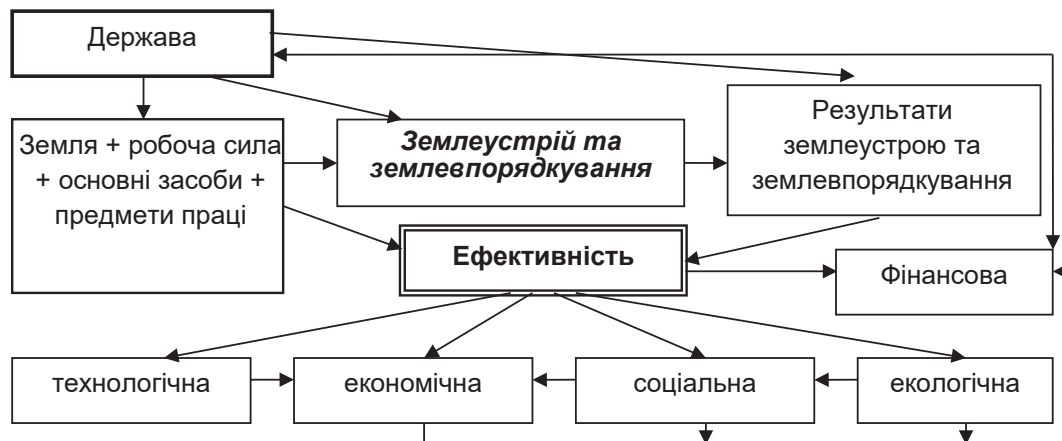 Держава
Земля + робоча сила
+ основні засоби +
предмети праці
Землеустрій та
землевпорядкування
Результати
землеустрою та
землевпорядкування
Ефективність
Фінансова
технологічна
економічна
соціальна
екологічна